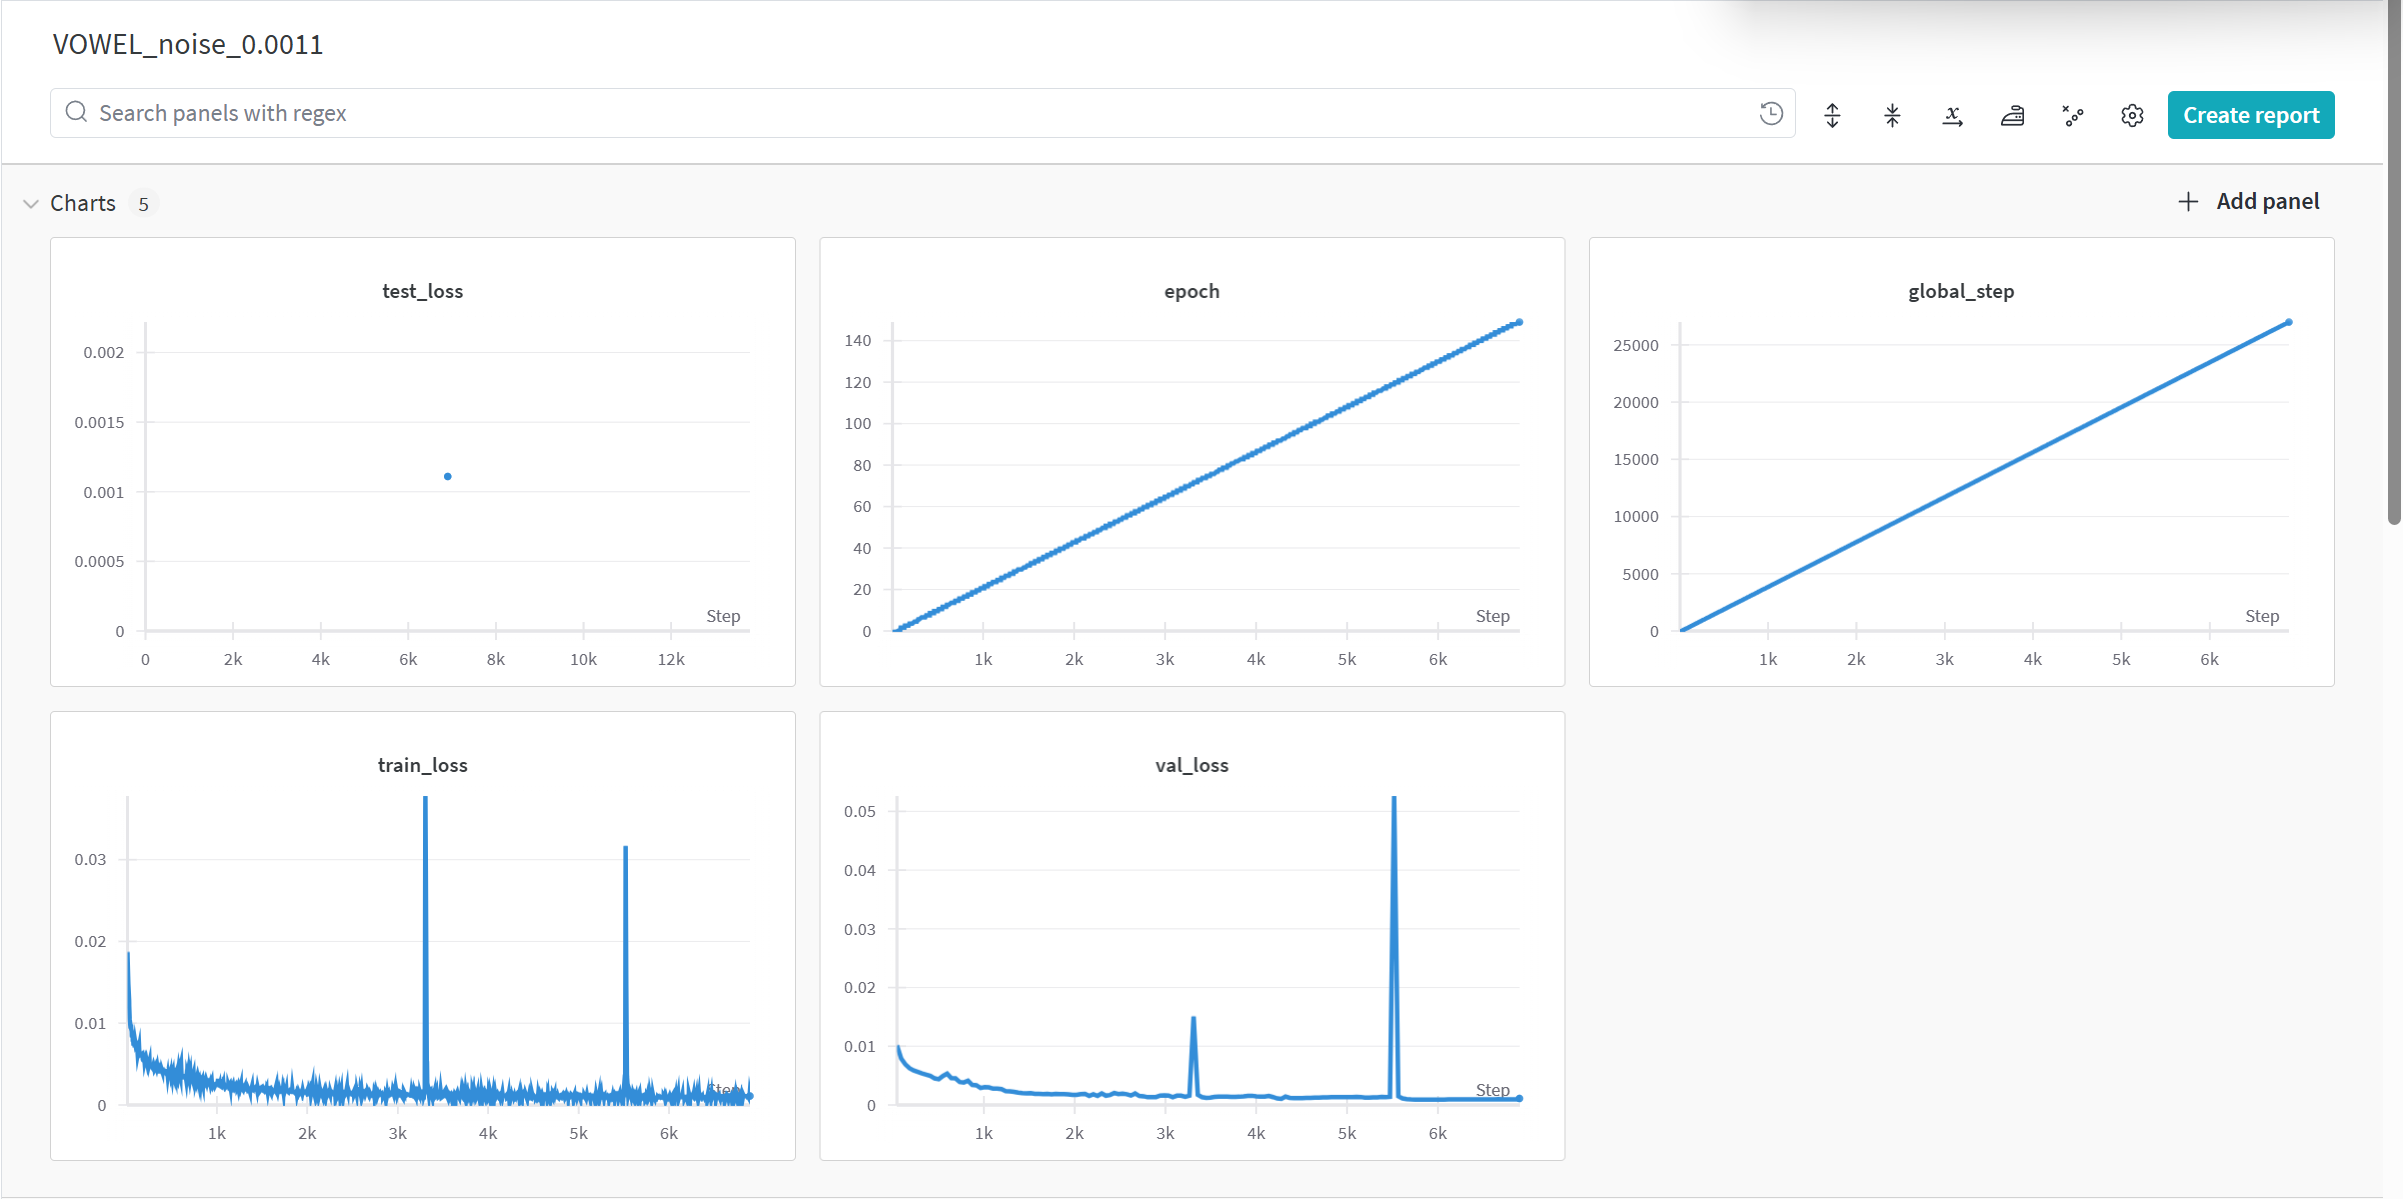 VOWEL_noise_0.0011
Search panels with regex
Create report
Charts 5
Add panel
test_loss
0.002
0.0015
0.001
0.0005
0
Step
0 2k 4k 6k 8k 10k 12k
epoch
140
120
100
80
60
40
20
0
Step
1k 2k 3k 4k 5k 6k
global_step
25000
20000
15000
10000
5000
0
Step
1k 2k 3k 4k 5k 6k
train_loss
0.03
0.02
0.01
0
Step
1k 2k 3k 4k 5k 6k
val_loss
0.05
0.04
0.03
0.02
0.01
0
Step
1k 2k 3k 4k 5k 6k